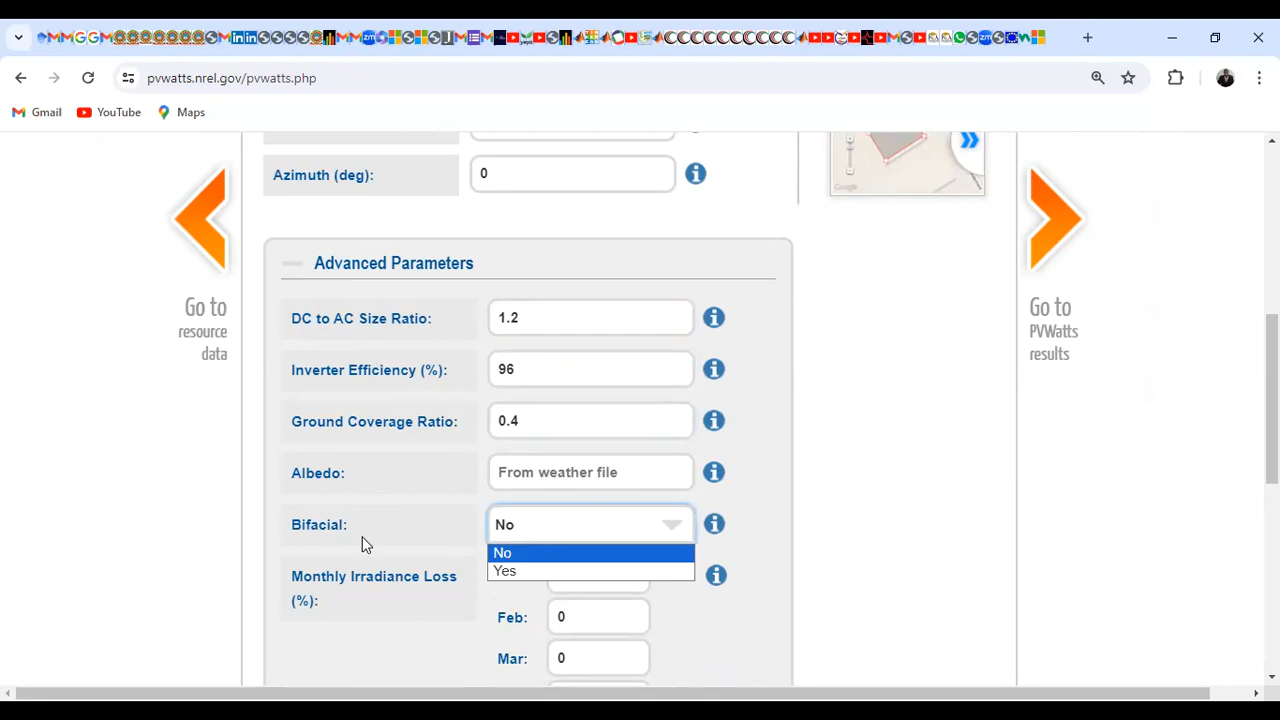 pvwatts.nrel.gov/pvwatts.php
Gmail
YouTube
Maps
Azimuth (deg):
0
Google
Advanced Parameters
DC to AC Size Ratio:
1.2
Inverter Efficiency (%):
96
Ground Coverage Ratio:
0.4
Albedo:
From weather file
Bifacial:
No
No
Yes
Monthly Irradiance Loss
(%):
Feb:
0
Mar:
0
Go to
resource
data
Go to
PVWatts
results